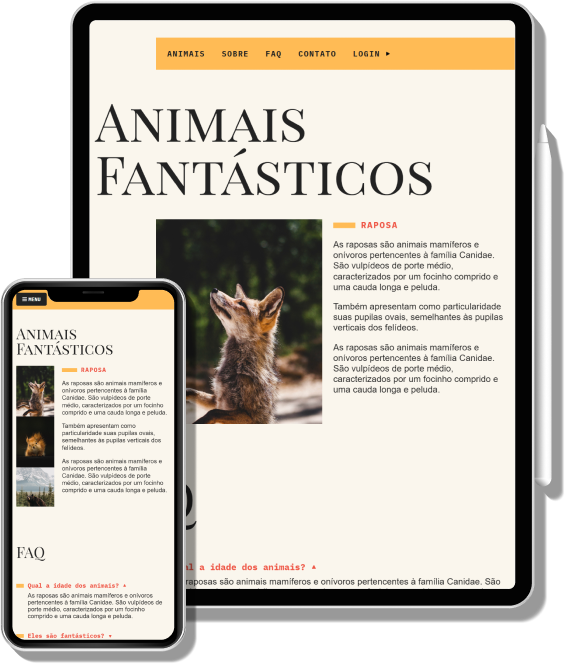 ANIMAIS SOBRE FAQ CONTATO LOGIN ▸
ANIMAIS
FANTÁSTICOS
RAPOSA
As raposas são animais mamíferos e
onívoros pertencentes à família Canidae.
São vulpídeos de porte médio,
caracterizados por um focinho comprido e
uma cauda longa e peluda.
Também apresentam como particularidade
suas pupilas ovais, semelhantes às pupilas
verticais dos felídeos.
As raposas são animais mamíferos e
onívoros pertencentes à família Canidae.
São vulpídeos de porte médio,
caracterizados por um focinho comprido e
uma cauda longa e peluda.
a idade dos animais?
raposas são animais mamíferos e onívoros pertencentes à família Canidae. São
MENU
ANIMAIS
FANTÁSTICOS
RAPOSA
As raposas são animais mamíferos e
onívoros pertencentes à família
Canidae. São vulpídeos de porte
médio, caracterizados por um focinho
comprido e uma cauda longa e peluda.
Também apresentam como
particularidade suas pupilas ovais,
semelhantes às pupilas verticais dos
felídeos.
As raposas são animais mamíferos e
onívoros pertencentes à família
Canidae. São vulpídeos de porte
médio, caracterizados por um focinho
comprido e uma cauda longa e peluda.
FAQ
Qual a idade dos animais?
As raposas são animais mamíferos e onívoros
pertencentes à família Canidae. São vulpídeos de
porte médio, caracterizados por um focinho
comprido e uma cauda longa e peluda.
Eles são fantásticos?